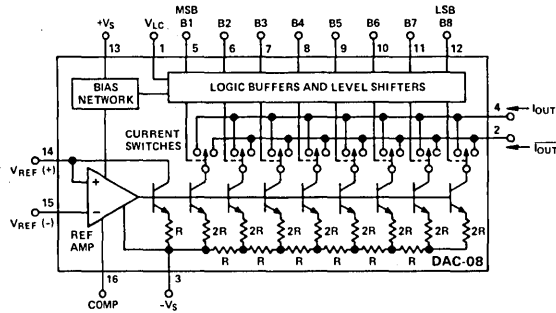 MSB LSB
+VS VLC B1 B2 B3 B4 B5 B6 B7 B8
13 1 5 6 7 8 9 10 11 12
BIAS NETWORK
LOGIC BUFFERS AND LEVEL SHIFTERS
4 IOUT
CURRENT SWITCHES
2 IOUT
14
VREF (+)
+
15
VREF (-)
−
REF AMP
R 2R 2R 2R 2R 2R 2R 2R 2R
R R R R R R
DAC-08
16 3
COMP -VS